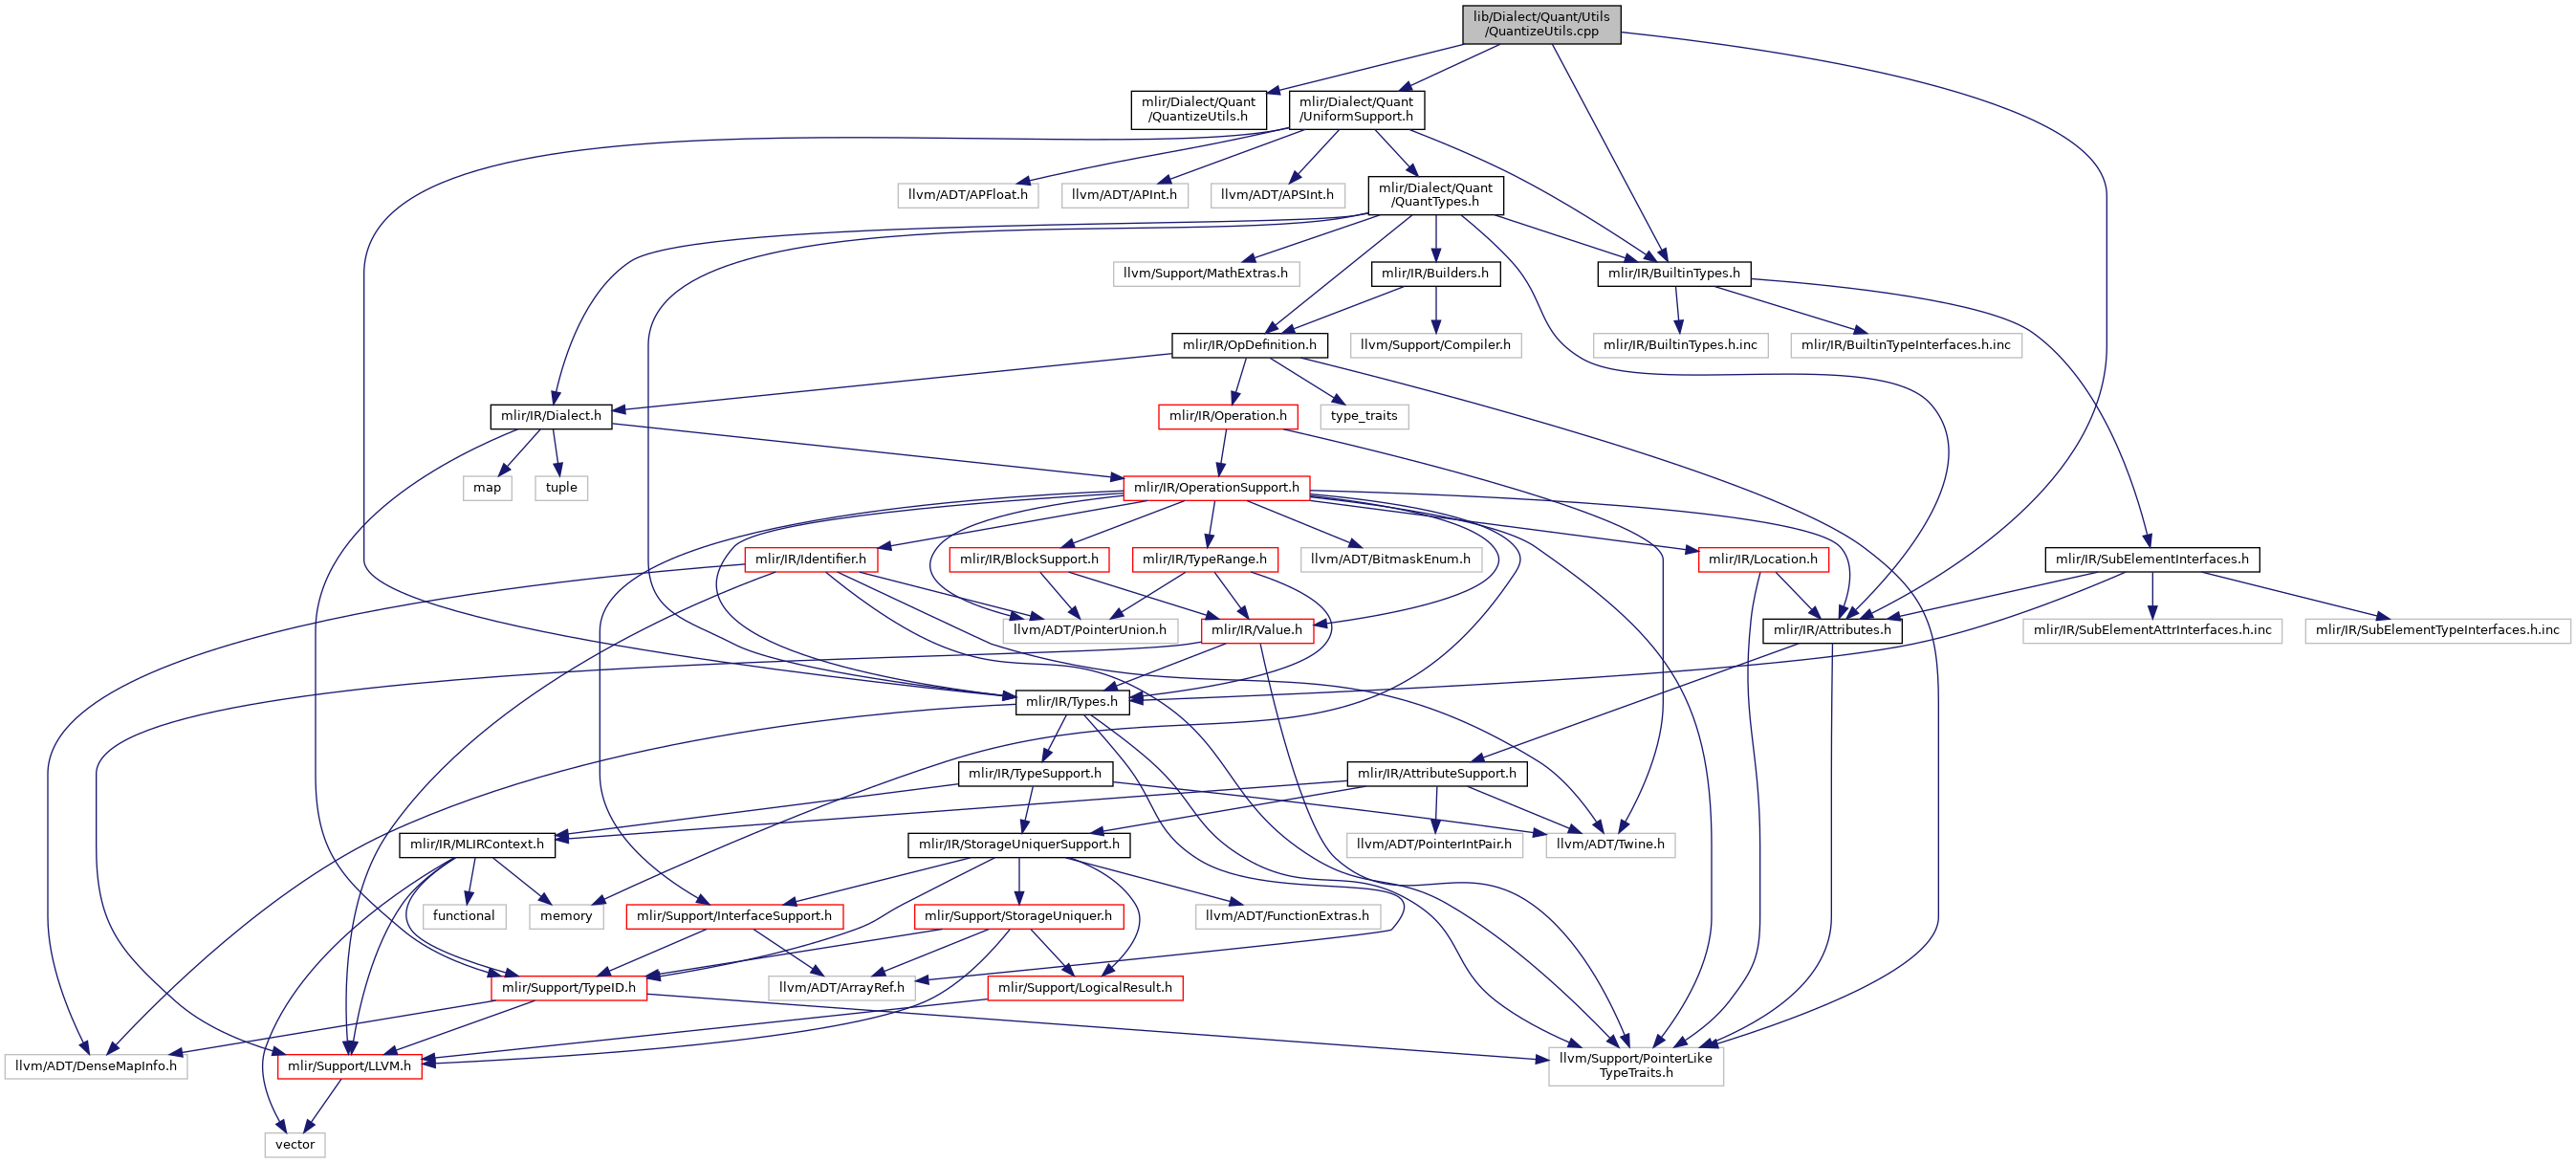 lib/Dialect/Quant/Utils
/QuantizeUtils.cpp
mlir/Dialect/Quant
/QuantizeUtils.h
mlir/Dialect/Quant
/UniformSupport.h
llvm/ADT/APFloat.h
llvm/ADT/APInt.h
llvm/ADT/APSInt.h
mlir/Dialect/Quant
/QuantTypes.h
llvm/Support/MathExtras.h
mlir/IR/Builders.h
mlir/IR/BuiltinTypes.h
mlir/IR/OpDefinition.h
llvm/Support/Compiler.h
mlir/IR/BuiltinTypes.h.inc
mlir/IR/BuiltinTypeInterfaces.h.inc
mlir/IR/Dialect.h
mlir/IR/Operation.h
type_traits
map
tuple
mlir/IR/OperationSupport.h
mlir/IR/Identifier.h
mlir/IR/BlockSupport.h
mlir/IR/TypeRange.h
llvm/ADT/BitmaskEnum.h
mlir/IR/Location.h
mlir/IR/SubElementInterfaces.h
llvm/ADT/PointerUnion.h
mlir/IR/Value.h
mlir/IR/Attributes.h
mlir/IR/SubElementAttrInterfaces.h.inc
mlir/IR/SubElementTypeInterfaces.h.inc
mlir/IR/Types.h
mlir/IR/TypeSupport.h
mlir/IR/AttributeSupport.h
mlir/IR/MLIRContext.h
mlir/IR/StorageUniquerSupport.h
llvm/ADT/PointerIntPair.h
llvm/ADT/Twine.h
functional
memory
mlir/Support/InterfaceSupport.h
mlir/Support/StorageUniquer.h
llvm/ADT/FunctionExtras.h
mlir/Support/TypeID.h
llvm/ADT/ArrayRef.h
mlir/Support/LogicalResult.h
llvm/ADT/DenseMapInfo.h
mlir/Support/LLVM.h
llvm/Support/PointerLike
TypeTraits.h
vector